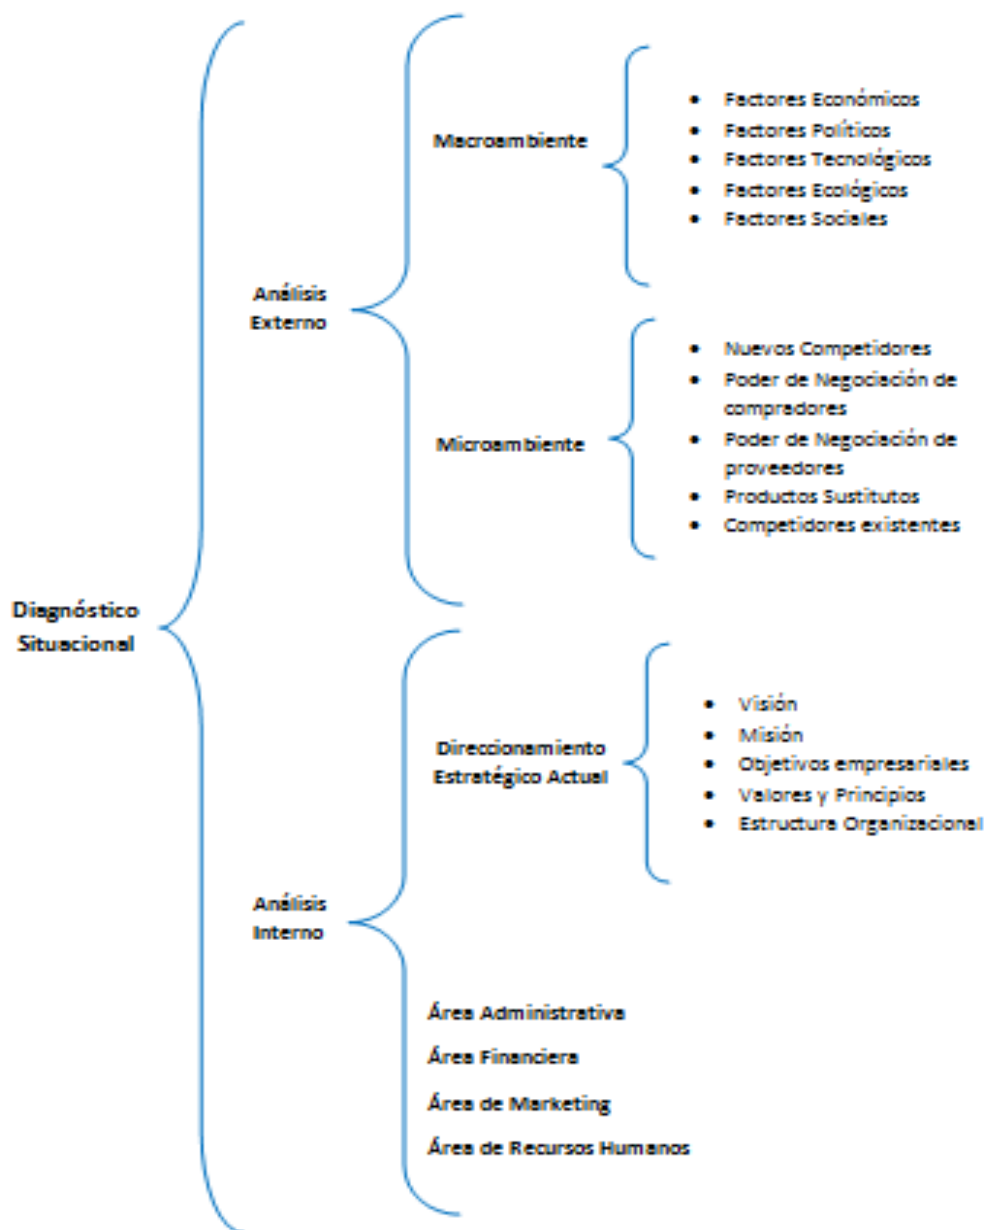 Diagnóstico
Situacional
Análisis
Externo
Macroambiente
• Factores Económicos
• Factores Políticos
• Factores Tecnológicos
• Factores Ecológicos
• Factores Sociales
Microambiente
• Nuevos Competidores
• Poder de Negociación de
compradores
• Poder de Negociación de
proveedores
• Productos Sustitutos
• Competidores existentes
Análisis
Interno
Direccionamiento
Estratégico Actual
• Visión
• Misión
• Objetivos empresariales
• Valores y Principios
• Estructura Organizacional
Área Administrativa
Área Financiera
Área de Marketing
Área de Recursos Humanos